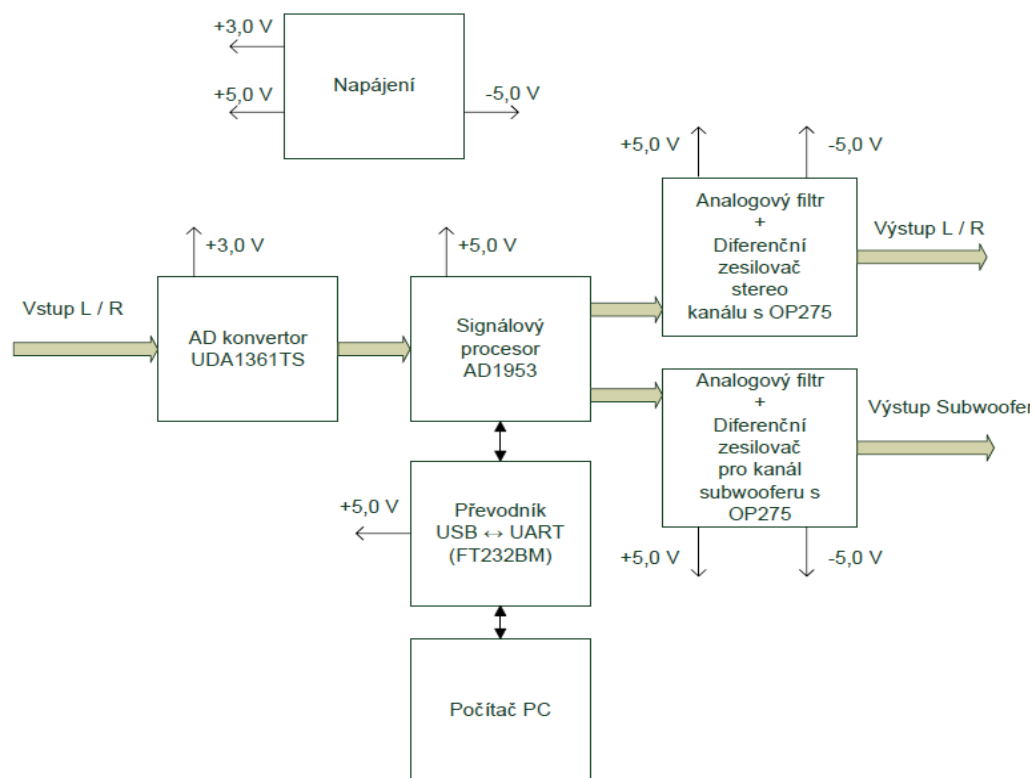 +3,0 V
+5,0 V
Napájení
-5,0 V
+5,0 V
-5,0 V
Analogový filtr
+
Diferenční
zesilovač
stereo
kanálu s OP275
Výstup L / R
+3,0 V
+5,0 V
Vstup L / R
AD konvertor
UDA1361TS
Signálový
procesor
AD1953
Analogový filtr
+
Diferenční
zesilovač
pro kanál
subwooferu s
OP275
Výstup Subwoofer
+5,0 V
-5,0 V
+5,0 V
Převodník
USB ↔ UART
(FT232BM)
Počítač PC